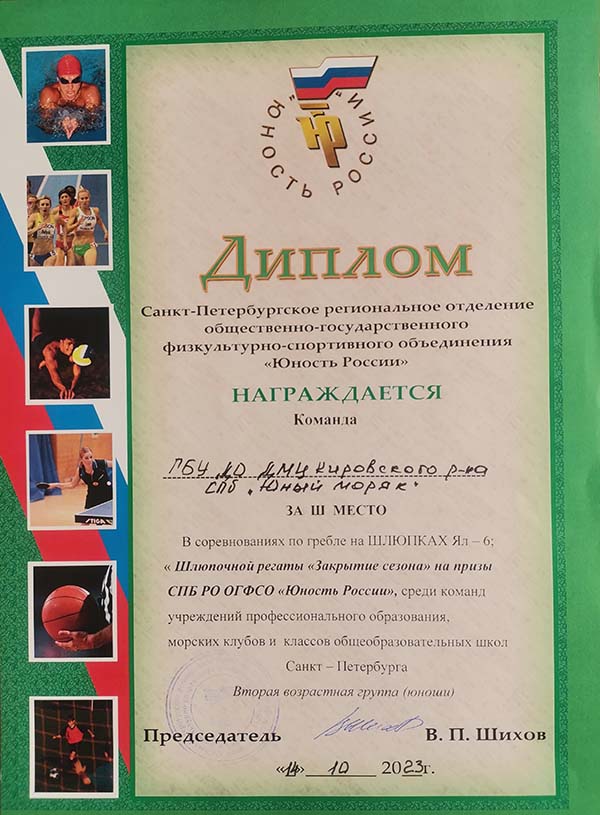 "ЮНОСТЬ РОССИИ"
ЮР
ДИПЛОМ
Санкт-Петербургское региональное отделение
общественно-государственного
физкультурно-спортивного объединения
«Юность России»
НАГРАЖДАЕТСЯ
Команда
ГБУ ДО ДМЦ Кировского р-на
СПб "Юный моряк"
ЗА Ш МЕСТО
В соревнованиях по гребле на ШЛЮПКАХ Ял – 6;
« Шлюпочной регаты «Закрытие сезона» на призы
СПБ РО ОГФСО «Юность России», среди команд
учреждений профессионального образования,
морских клубов и классов общеобразовательных школ
Санкт – Петербурга
Вторая возрастная группа (юноши)
Председатель В. П. Шихов
«14» 10 2023г.
STIGA